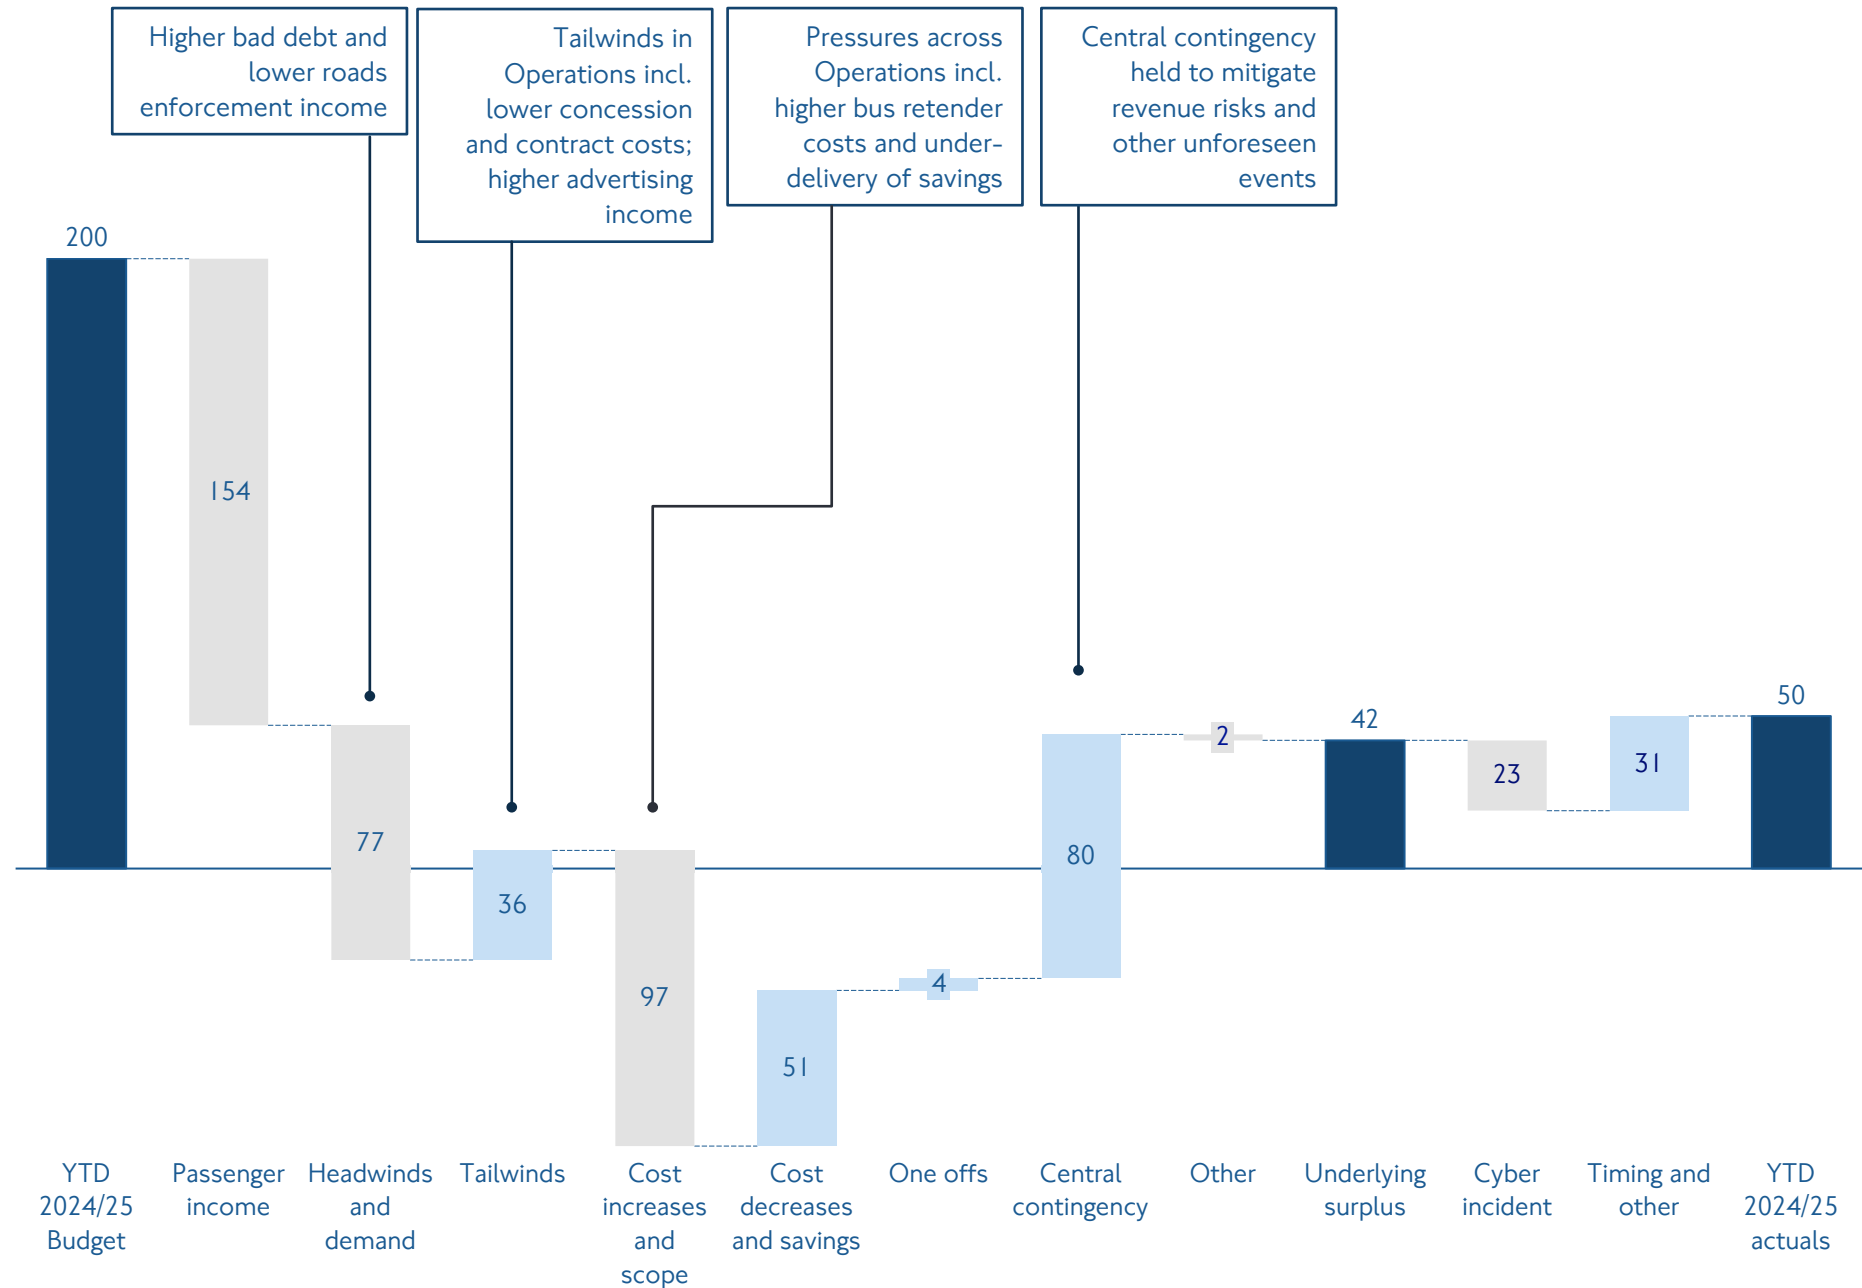 Higher bad debt and
lower roads
enforcement income
Tailwinds in
Operations incl.
lower concession
and contract costs;
higher advertising
income
Pressures across
Operations incl.
higher bus retender
costs and under-
delivery of savings
Central contingency
held to mitigate
revenue risks and
other unforeseen
events
200
154
77
36
97
51
4
80
2
42
23
31
50
YTD
2024/25
Budget
Passenger
income
Headwinds
and
demand
Tailwinds
Cost
increases
and
scope
Cost
decreases
and savings
One offs
Central
contingency
Other
Underlying
surplus
Cyber
incident
Timing and
other
YTD
2024/25
actuals